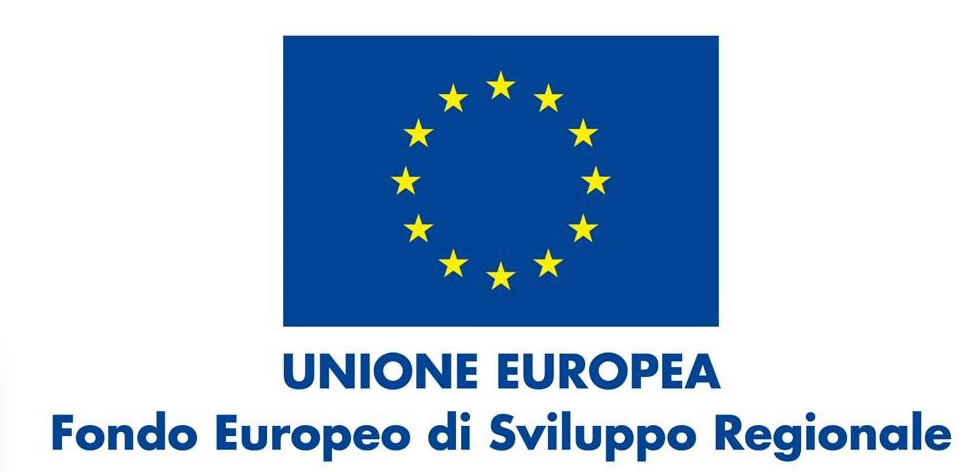 UNIONE EUROPEA
Fondo Europeo di Sviluppo Regionale